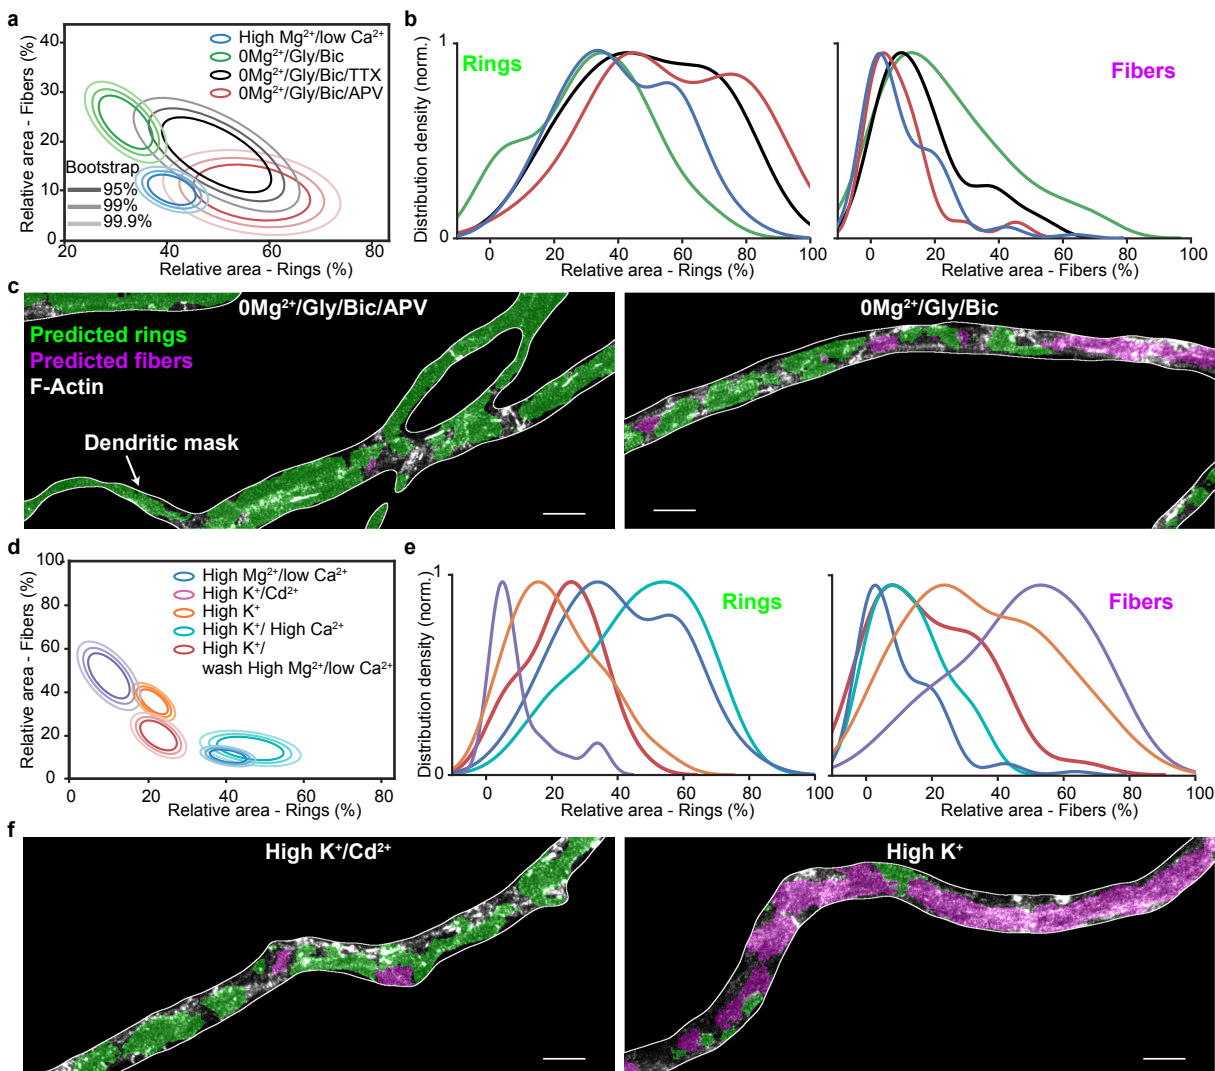 a
40
30
20
10
0
Relative area - Fibers (%)
High Mg²⁺/low Ca²⁺
0Mg²⁺/Gly/Bic
0Mg²⁺/Gly/Bic/TTX
0Mg²⁺/Gly/Bic/APV
Bootstrap
95%
99%
99.9%
20 40 60 80
Relative area - Rings (%)
b
1
0
Distribution density (norm.)
Rings
0 20 40 60 80 100
Relative area - Rings (%)
Fibers
0 20 40 60 80 100
Relative area - Fibers (%)
c
0Mg²⁺/Gly/Bic/APV
Predicted rings
Predicted fibers
F-Actin
Dendritic mask
0Mg²⁺/Gly/Bic
d
100
80
60
40
20
0
Relative area - Fibers (%)
High Mg²⁺/low Ca²⁺
High K⁺/Cd²⁺
High K⁺
High K⁺/ High Ca²⁺
High K⁺/
wash High Mg²⁺/low Ca²⁺
0 20 40 60 80
Relative area - Rings (%)
e
1
0
Distribution density (norm.)
Rings
0 20 40 60 80 100
Relative area - Rings (%)
Fibers
0 20 40 60 80 100
Relative area - Fibers (%)
f
High K⁺/Cd²⁺
High K⁺